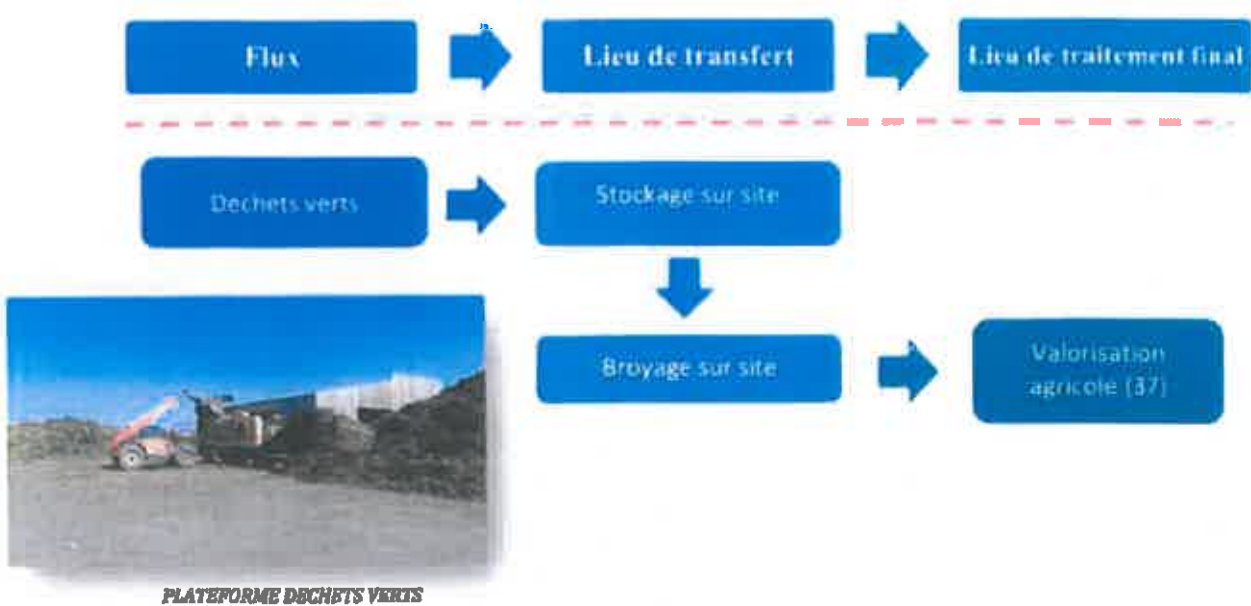 Flux
Lieu de transfert
Lieu de traitement final
Dechets verts
Stockage sur site
Broyage sur site
Valorisation
agricole (37)
PLATEFORME DECHETS VERTS